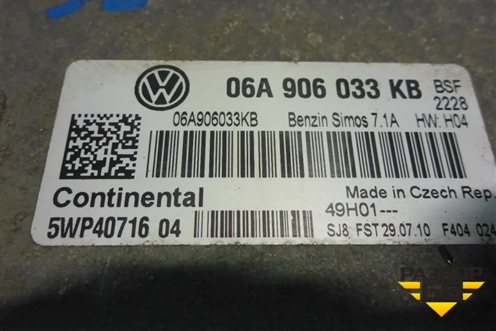 06A 906 033 KB BSF
2228
06A906033KB Benzin Simos 7.1A HW: H04
Continental Made in Czech Rep.
49H01---
5WP40716 04 SJ8 FST 29.07.10 F404 024